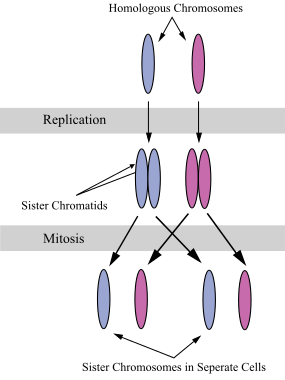 Homologous Chromosomes
Replication
Sister Chromatids
Mitosis
Sister Chromosomes in Seperate Cells